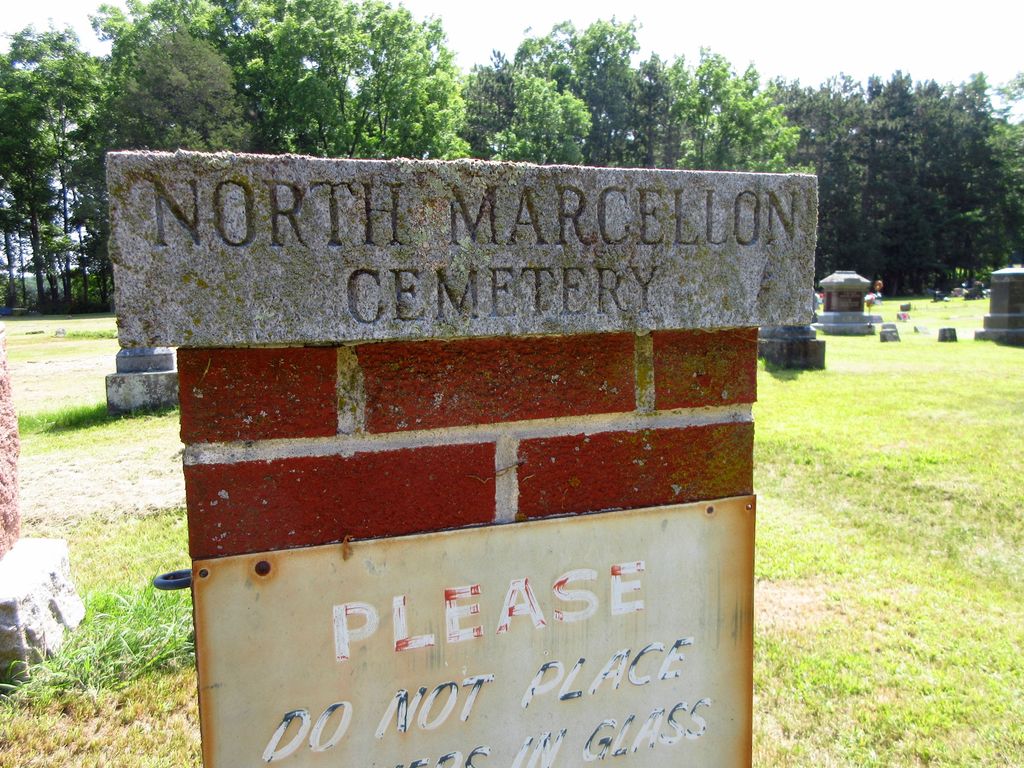 NORTH MARCELLON
CEMETERY
PLEASE
DO NOT PLACE
IN GLASS